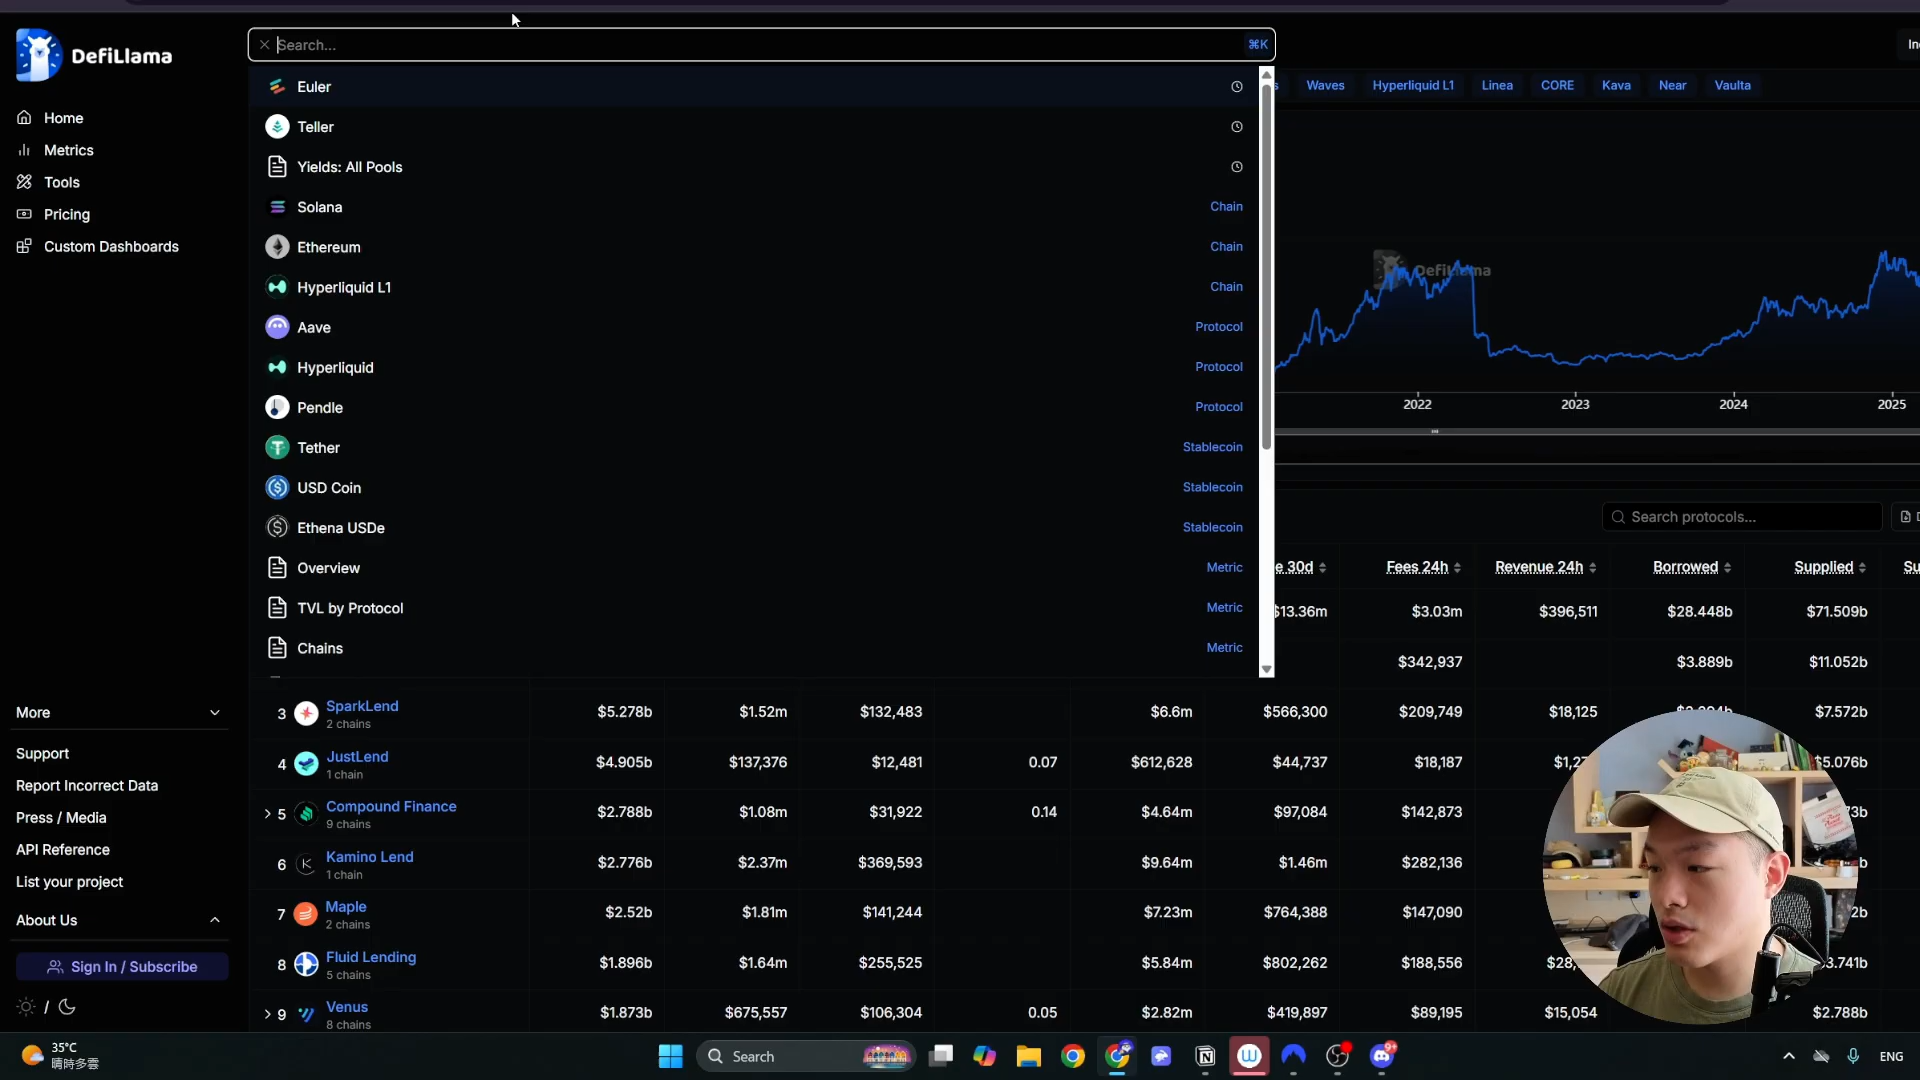 DefiLlama
Home
Metrics
Tools
Pricing
Custom Dashboards
More
Support
Report Incorrect Data
Press / Media
API Reference
List your project
About Us
Sign In / Subscribe
/
Search...
⌘K
Euler
Teller
Yields: All Pools
Solana Chain
Ethereum Chain
Hyperliquid L1 Chain
Aave Protocol
Hyperliquid Protocol
Pendle Protocol
Tether Stablecoin
USD Coin Stablecoin
Ethena USDe Stablecoin
Overview Metric
TVL by Protocol Metric
Chains Metric
Waves Hyperliquid L1 Linea CORE Kava Near Vaulta
DefiLlama
2022 2023 2024 2025
Search protocols...
30d Fees 24h Revenue 24h Borrowed Supplied
$13.36m $3.03m $396,511 $28.448b $71.509b
$342,937 $3.889b $11.052b
3 SparkLend $5.278b $1.52m $132,483 $6.6m $566,300 $209,749 $18,125 $7.572b
2 chains
4 JustLend $4.905b $137,376 $12,481 0.07 $612,628 $44,737 $18,187 $5.076b
1 chain
5 Compound Finance $2.788b $1.08m $31,922 0.14 $4.64m $97,084 $142,873
9 chains
6 Kamino Lend $2.776b $2.37m $369,593 $9.64m $1.46m $282,136
1 chain
7 Maple $2.52b $1.81m $141,244 $7.23m $764,388 $147,090
2 chains
8 Fluid Lending $1.896b $1.64m $255,525 $5.84m $802,262 $188,556
5 chains
9 Venus $1.873b $675,557 $106,304 0.05 $2.82m $419,897 $89,195 $15,054 $2.788b
8 chains
35°C
晴時多雲
Search
ENG